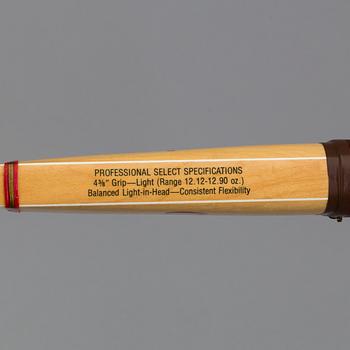 PROFESSIONAL SELECT SPECIFICATIONS
4⅜" Grip—Light (Range 12.12-12.90 oz.)
Balanced Light-in-Head—Consistent Flexibility